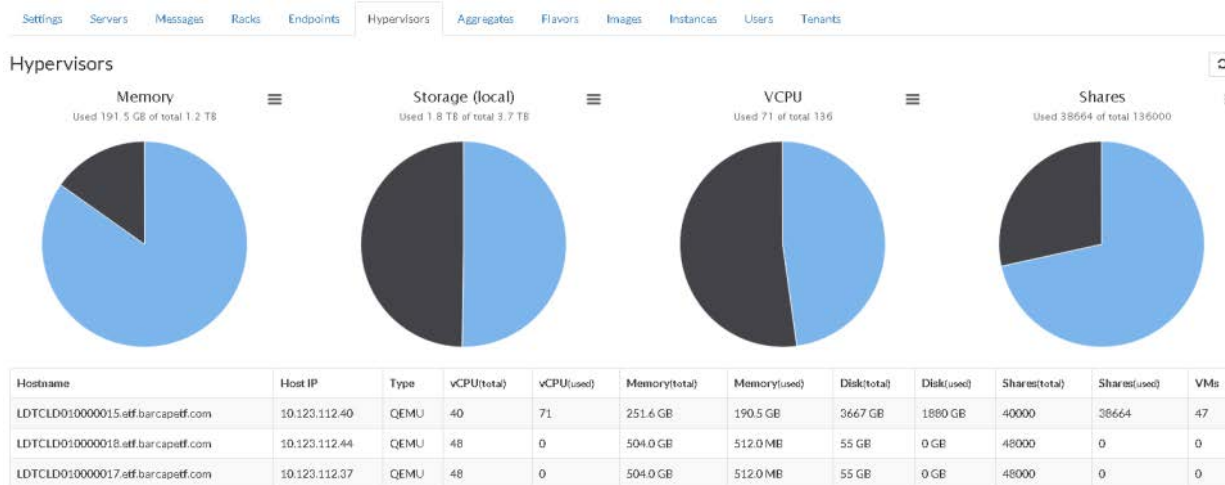 Settings Servers Messages Racks Endpoints Hypervisors Aggregates Flavors Images Instances Users Tenants
Hypervisors
Memory Storage (local) VCPU Shares
Used 191.5 GB of total 1.2 TB Used 1.8 TB of total 3.7 TB Used 71 of total 136 Used 38664 of total 136000
Hostname Host IP Type vCPU(total) vCPU(used) Memory(total) Memory(used) Disk(total) Disk(used) Shares(total) Shares(used) VMs
LDTCLD010000015.etf.barcapetf.com 10.123.112.40 QEMU 40 71 251.6 GB 190.5 GB 3667 GB 1880 GB 40000 38664 47
LDTCLD010000018.etf.barcapetf.com 10.123.112.44 QEMU 48 0 504.0 GB 512.0 MB 55 GB 0 GB 48000 0 0
LDTCLD010000017.etf.barcapetf.com 10.123.112.37 QEMU 48 0 504.0 GB 512.0 MB 55 GB 0 GB 48000 0 0